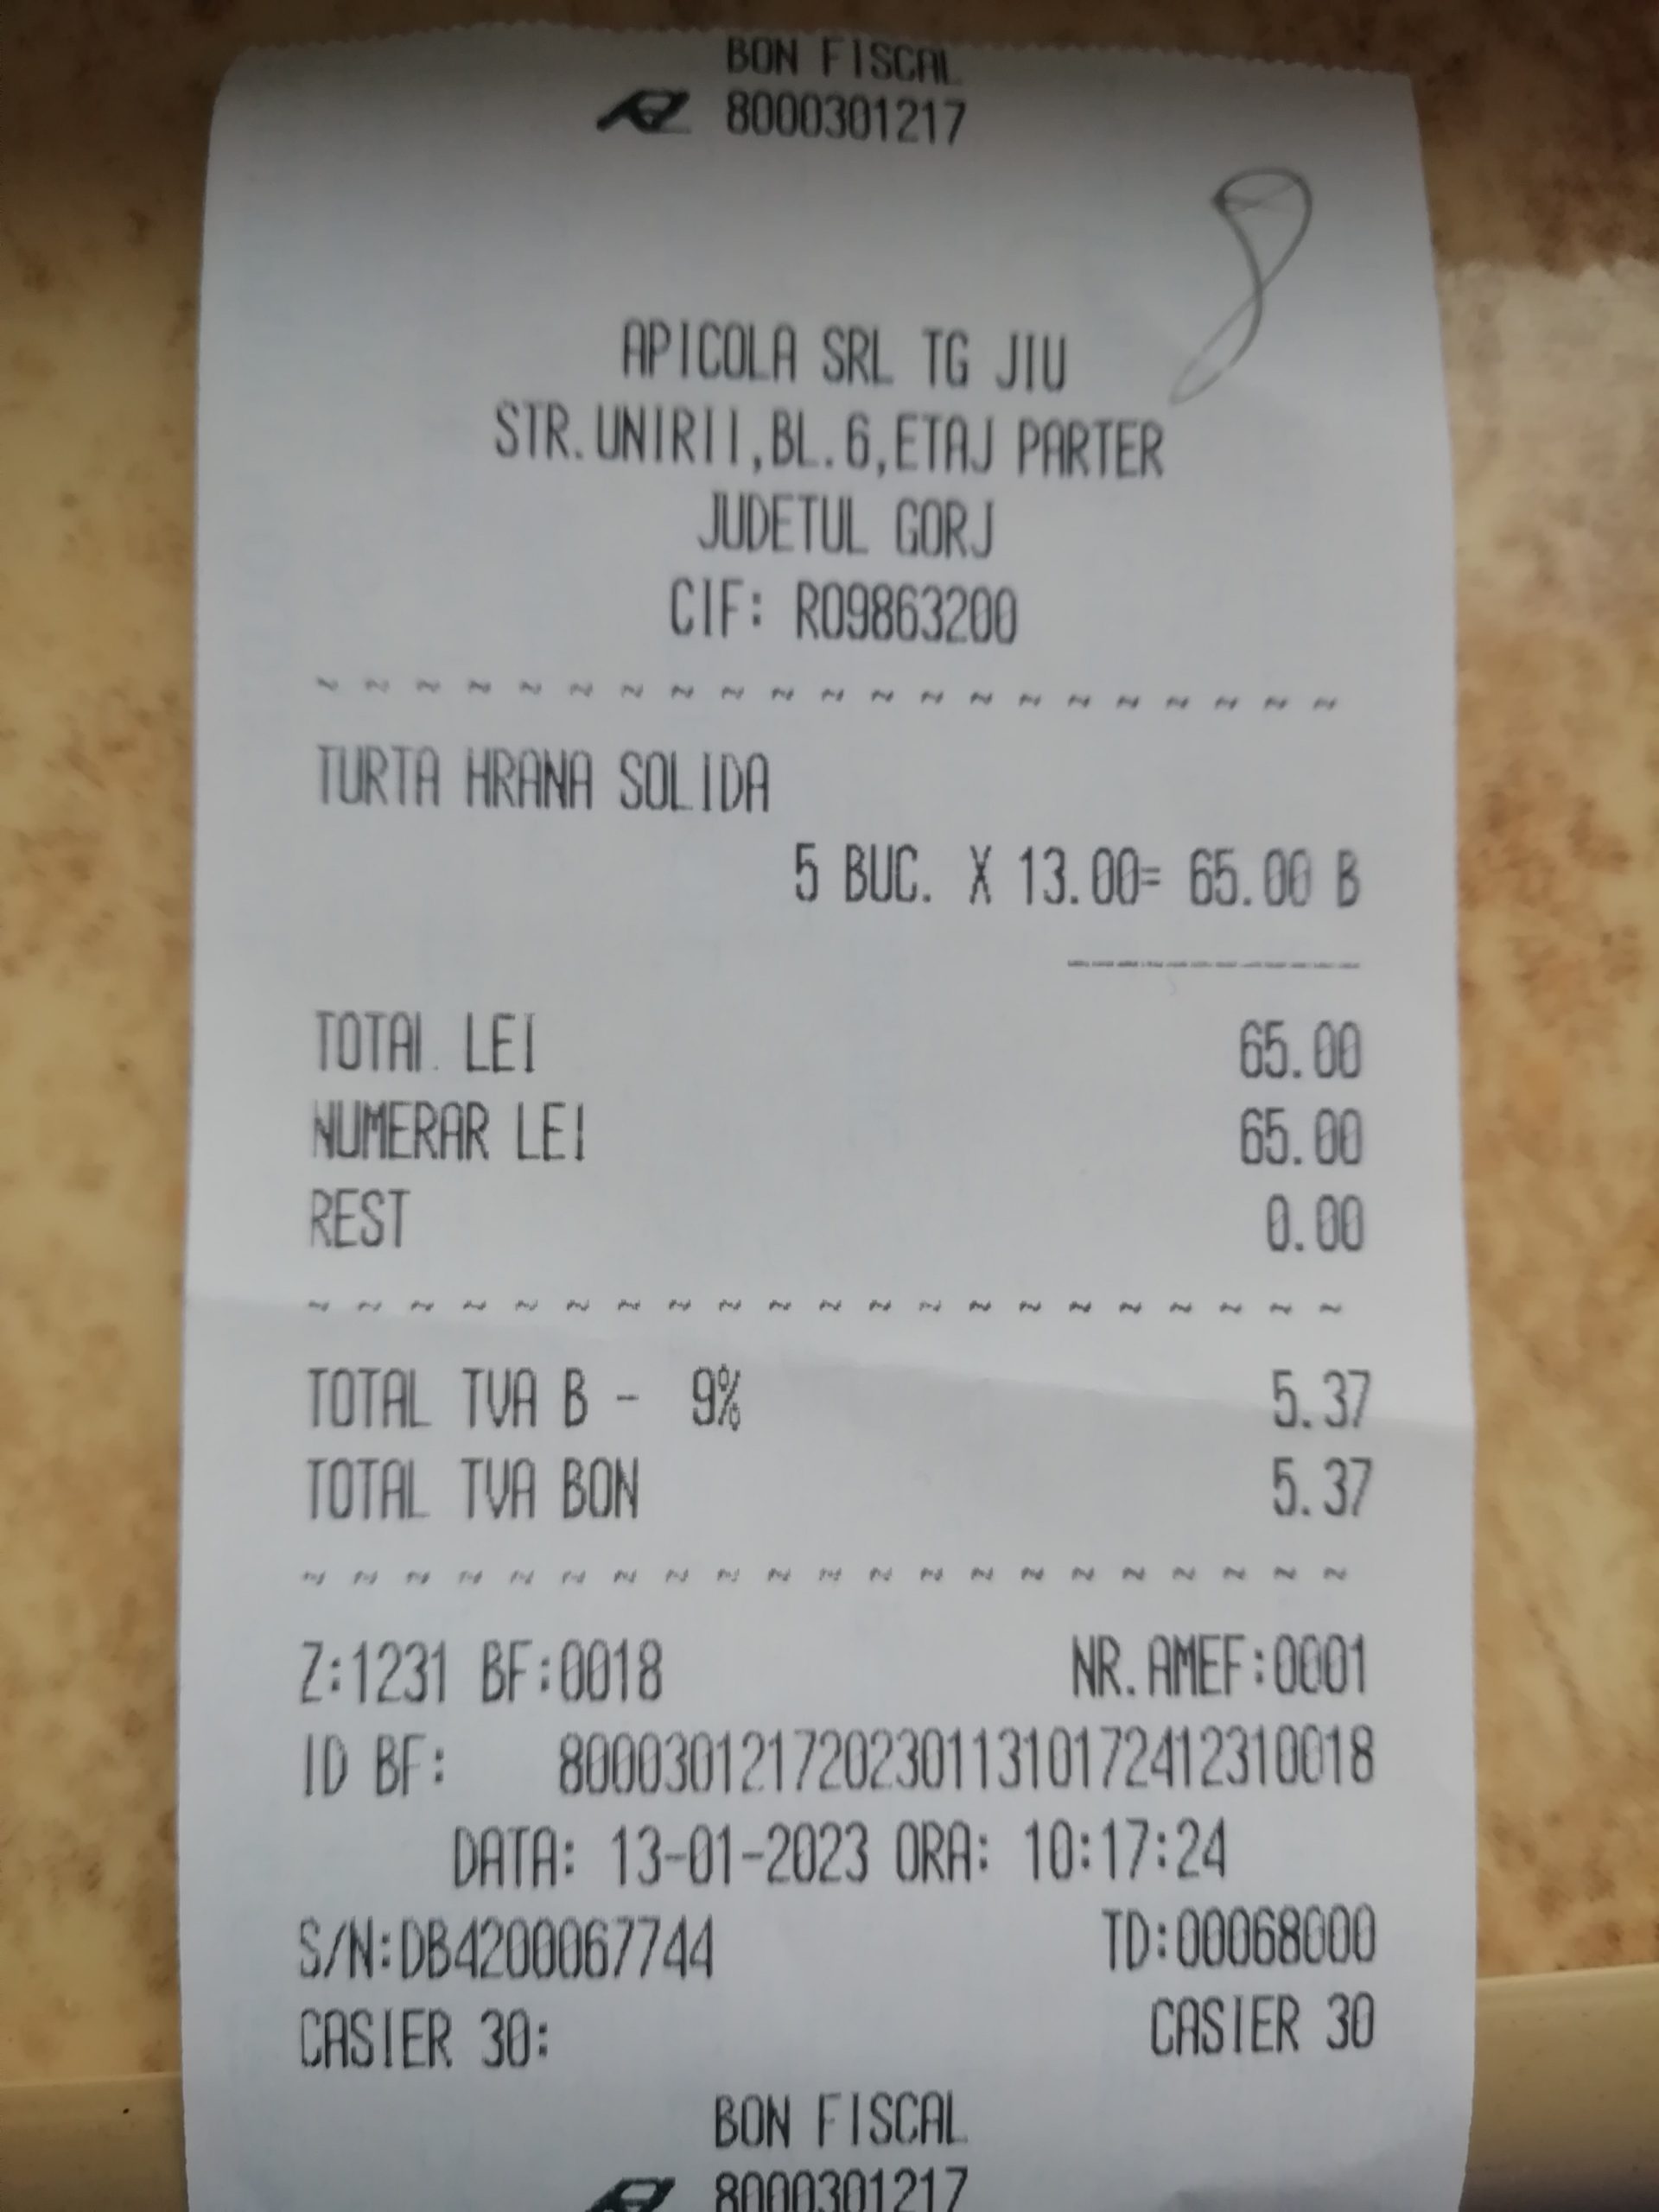 BON FISCAL
8000301217
APICOLA SRL TG JIU
STR.UNIRII,BL.6,ETAJ PARTER
JUDETUL GORJ
CIF: RO9863200
~ ~ ~ ~ ~ ~ ~ ~ ~ ~ ~ ~ ~ ~ ~ ~ ~ ~ ~ ~ ~
TURTA HRANA SOLIDA
5 BUC. X 13.00= 65.00 B
TOTAL LEI 65.00
NUMERAR LEI 65.00
REST 0.00
~ ~ ~ ~ ~ ~ ~ ~ ~ ~ ~ ~ ~ ~ ~ ~ ~ ~ ~ ~ ~
TOTAL TVA B - 9% 5.37
TOTAL TVA BON 5.37
~ ~ ~ ~ ~ ~ ~ ~ ~ ~ ~ ~ ~ ~ ~ ~ ~ ~ ~ ~ ~
Z:1231 BF:0018 NR.AMEF:0001
ID BF: 80003012172023011310172412310018
DATA: 13-01-2023 ORA: 10:17:24
S/N:DB4200067744 TD:00068000
CASIER 30: CASIER 30
BON FISCAL
8000301217